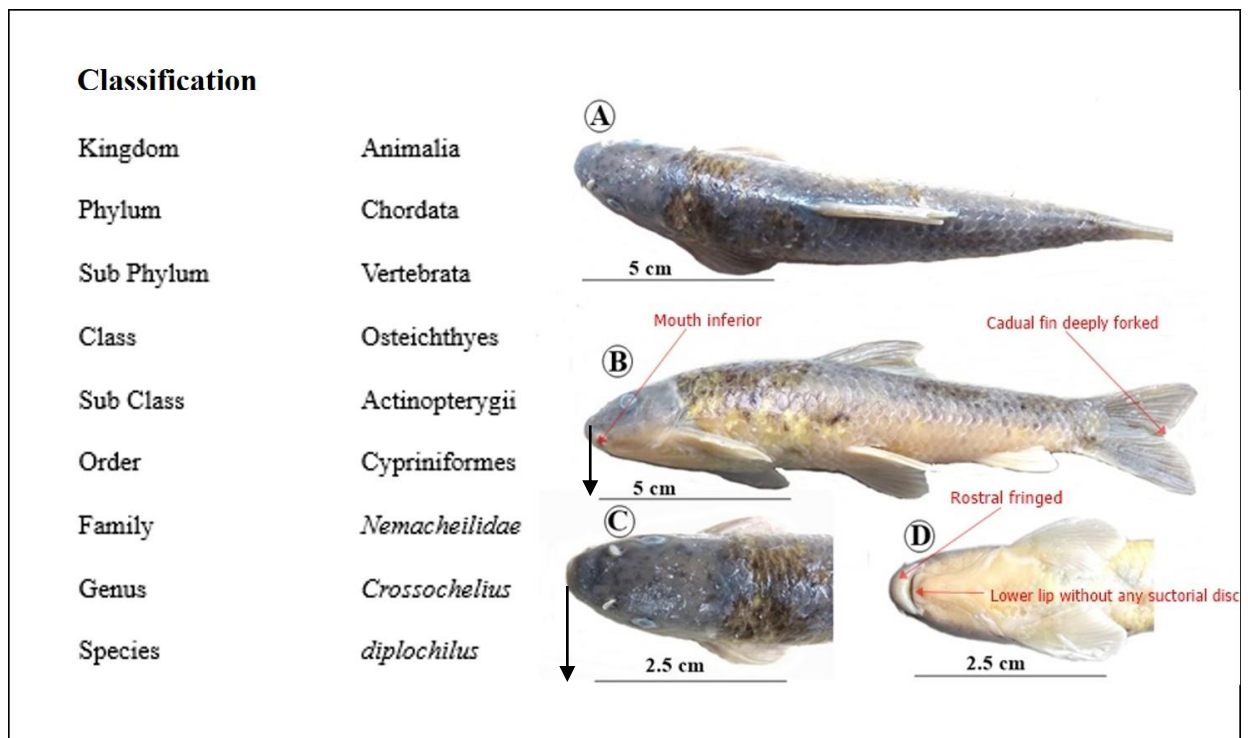 Classification
Kingdom Animalia
Phylum Chordata
Sub Phylum Vertebrata
Class Osteichthyes
Sub Class Actinopterygii
Order Cypriniformes
Family Nemacheilidae
Genus Crossochelius
Species diplochilus
A
5 cm
Mouth inferior
Cadual fin deeply forked
B
5 cm
C
2.5 cm
Rostral fringed
D
Lower lip without any suctorial disc
2.5 cm